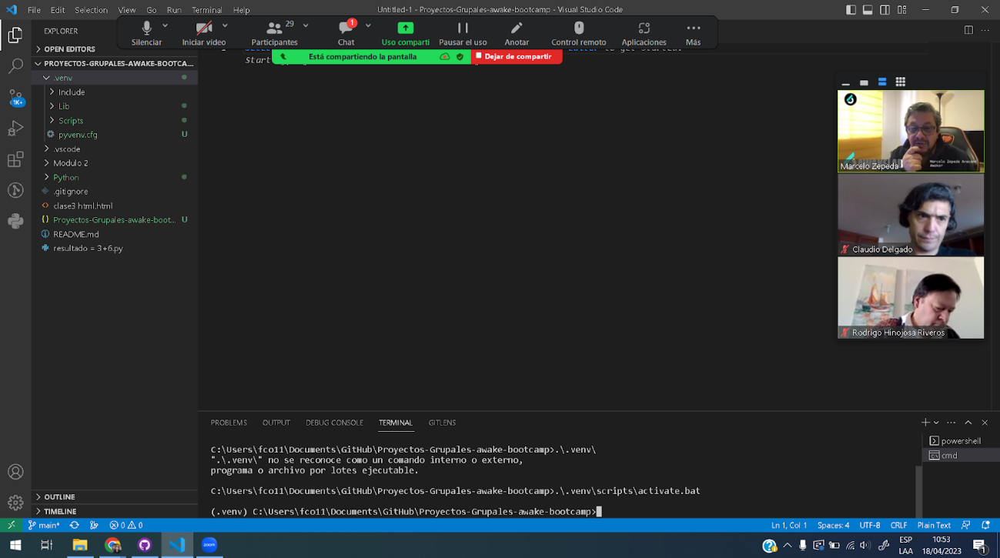 File Edit Selection View Go Run Terminal Help
Untitled-1 - Proyectos-Grupales-awake-bootcamp - Visual Studio Code
Silenciar
Iniciar video
29
Participantes
1
Chat
Uso comparti
Pausar el uso
Anotar
Control remoto
Aplicaciones
Más
Está compartiendo la pantalla
Dejar de compartir
to get started.
Start
EXPLORER
OPEN EDITORS
PROYECTOS-GRUPALES-AWAKE-BOOTCA...
.venv
Include
Lib
Scripts
pyvenv.cfg U
.vscode
Modulo 2
Python
.gitignore
clase3 html.html
Proyectos-Grupales-awake-boot... U
README.md
resultado = 3+6.py
OUTLINE
TIMELINE
1K+
Marcelo Zepeda
Claudio Delgado
Rodrigo Hinojosa Riveros
PROBLEMS OUTPUT DEBUG CONSOLE TERMINAL GITLENS
powershell
cmd
C:\Users\fco11\Documents\GitHub\Proyectos-Grupales-awake-bootcamp>.\.venv\
".\.venv\" no se reconoce como un comando interno o externo,
programa o archivo por lotes ejecutable.
C:\Users\fco11\Documents\GitHub\Proyectos-Grupales-awake-bootcamp>.\.venv\scripts\activate.bat
(.venv) C:\Users\fco11\Documents\GitHub\Proyectos-Grupales-awake-bootcamp>
main* 0 0
Ln 1, Col 1 Spaces: 4 UTF-8 CRLF Plain Text
zoom
ESP
LAA
10:53
18/04/2023
1